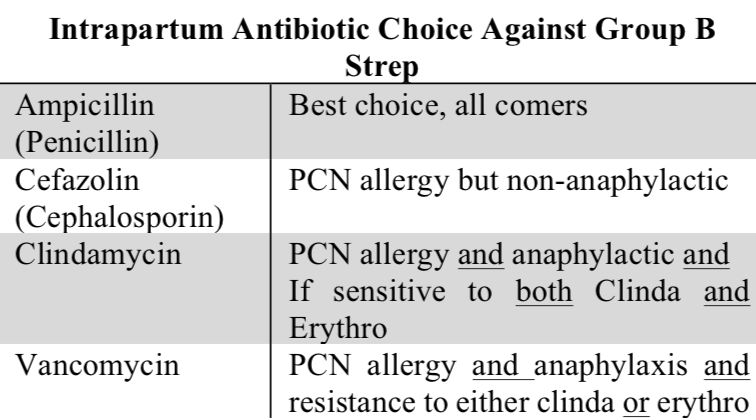 Intrapartum Antibiotic Choice Against Group B
Strep
Ampicillin
(Penicillin)
Best choice, all comers
Cefazolin
(Cephalosporin)
PCN allergy but non-anaphylactic
Clindamycin
PCN allergy and anaphylactic and
If sensitive to both Clinda and
Erythro
Vancomycin
PCN allergy and anaphylaxis and
resistance to either clinda or erythro